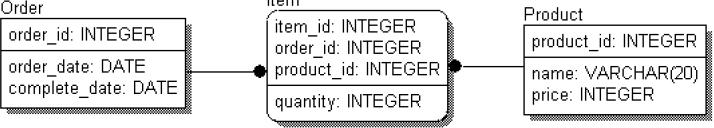 Order
order_id: INTEGER
order_date: DATE
complete_date: DATE
Item
item_id: INTEGER
order_id: INTEGER
product_id: INTEGER
quantity: INTEGER
Product
product_id: INTEGER
name: VARCHAR(20)
price: INTEGER